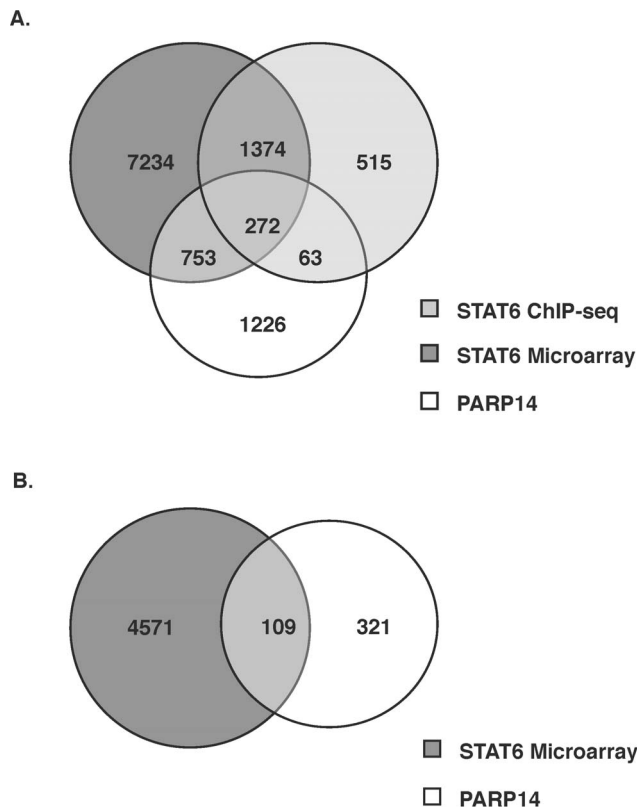 A.
7234
1374
515
272
753
63
1226
STAT6 ChIP-seq
STAT6 Microarray
PARP14
B.
4571
109
321
STAT6 Microarray
PARP14